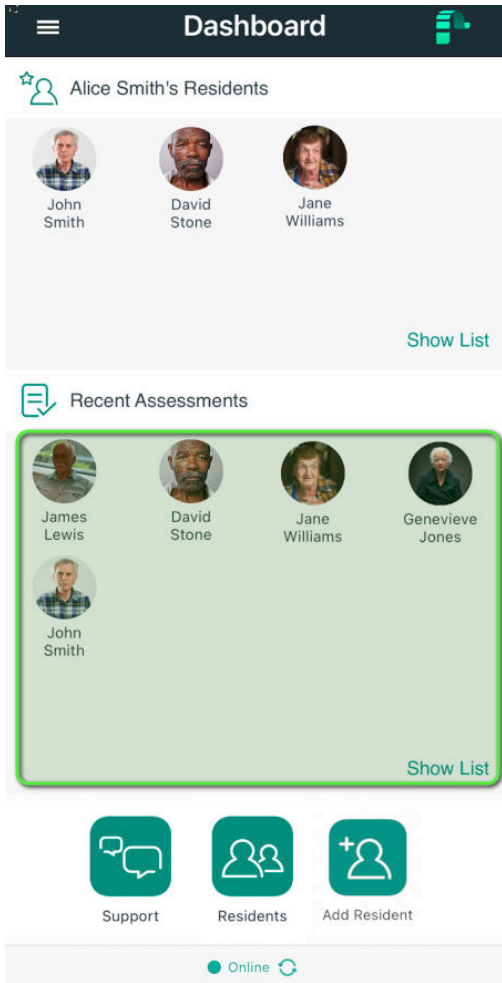 Dashboard
Alice Smith's Residents
John
Smith
David
Stone
Jane
Williams
Show List
Recent Assessments
James
Lewis
David
Stone
Jane
Williams
Genevieve
Jones
John
Smith
Show List
Support
Residents
Add Resident
Online